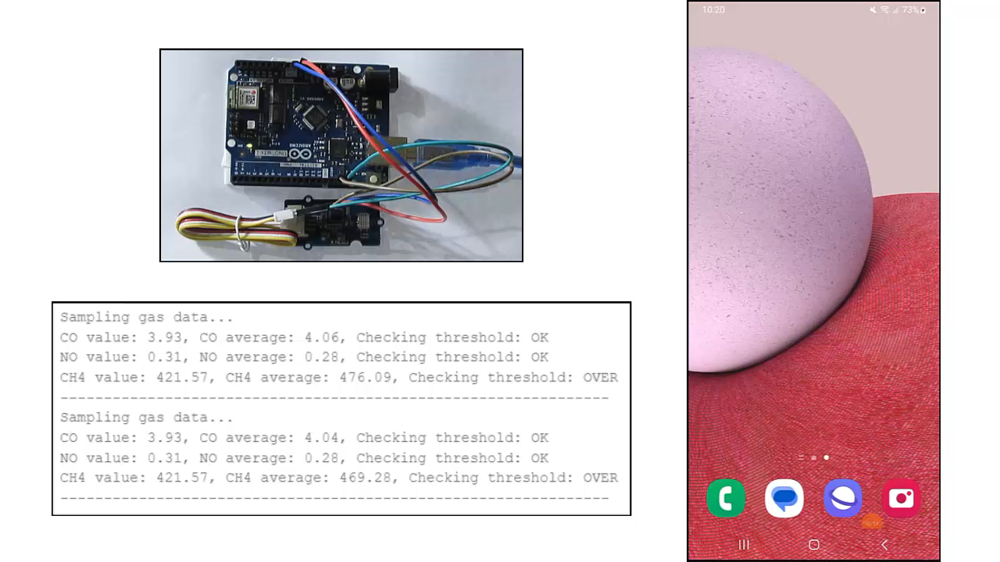 10:20
73%
ARDUINO
Sampling gas data...
CO value: 3.93, CO average: 4.06, Checking threshold: OK
NO value: 0.31, NO average: 0.28, Checking threshold: OK
CH4 value: 421.57, CH4 average: 476.09, Checking threshold: OVER
--------------------------------------------------------------
Sampling gas data...
CO value: 3.93, CO average: 4.04, Checking threshold: OK
NO value: 0.31, NO average: 0.28, Checking threshold: OK
CH4 value: 421.57, CH4 average: 469.28, Checking threshold: OVER
--------------------------------------------------------------